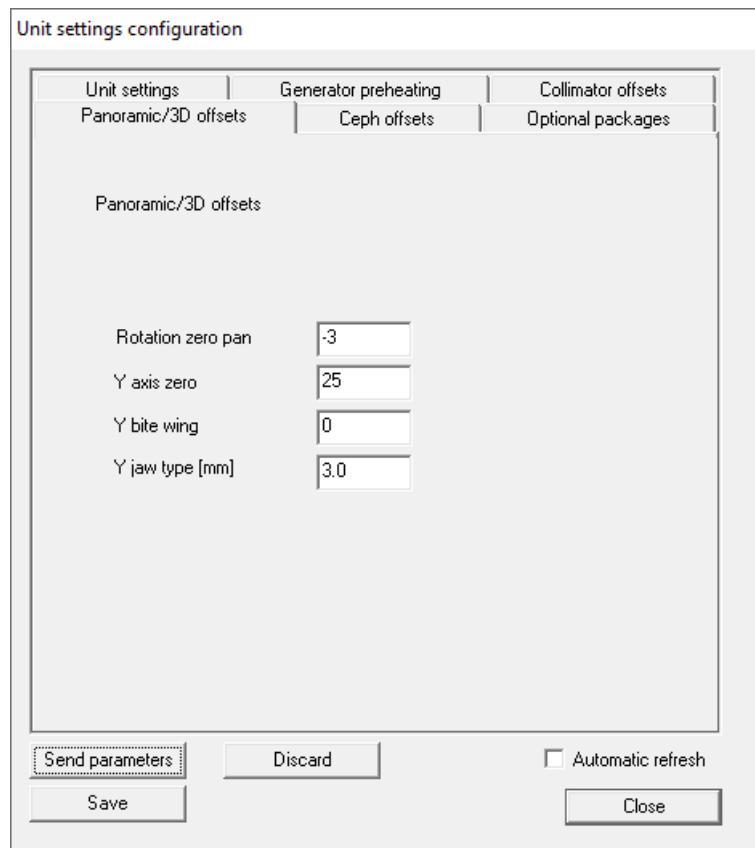 Unit settings configuration
Unit settings Generator preheating Collimator offsets
Panoramic/3D offsets Ceph offsets Optional packages
Panoramic/3D offsets
Rotation zero pan -3
Y axis zero 25
Y bite wing 0
Y jaw type [mm] 3.0
Send parameters Discard Automatic refresh
Save Close